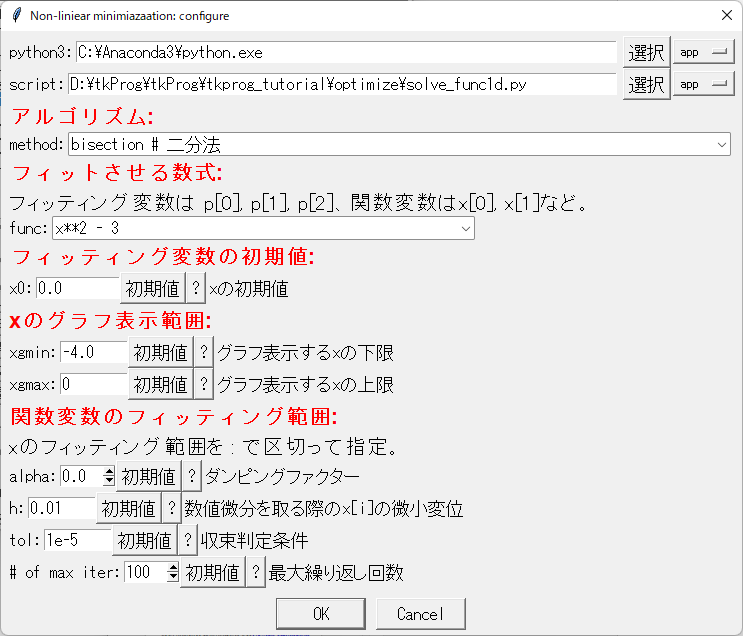 Non-liniear minimiazaation: configure
python3: C:¥Anaconda3¥python.exe 選択 app
script: D:¥tkProg¥tkProg¥tkprog_tutorial¥optimize¥solve_func1d.py 選択 app
アルゴリズム:
method: bisection # 二分法
フィットさせる数式:
フィッティング変数は p[0], p[1], p[2]、関数変数はx[0], x[1]など。
func: x**2 - 3
フィッティング変数の初期値:
x0: 0.0 初期値 ? xの初期値
xのグラフ表示範囲:
xgmin: -4.0 初期値 ? グラフ表示するxの下限
xgmax: 0 初期値 ? グラフ表示するxの上限
関数変数のフィッティング範囲:
xのフィッティング範囲を : で区切って指定。
alpha: 0.0 初期値 ? ダンピングファクター
h: 0.01 初期値 ? 数値微分を取る際のx[i]の微小変位
tol: 1e-5 初期値 ? 収束判定条件
# of max iter: 100 初期値 ? 最大繰り返し回数
OK Cancel